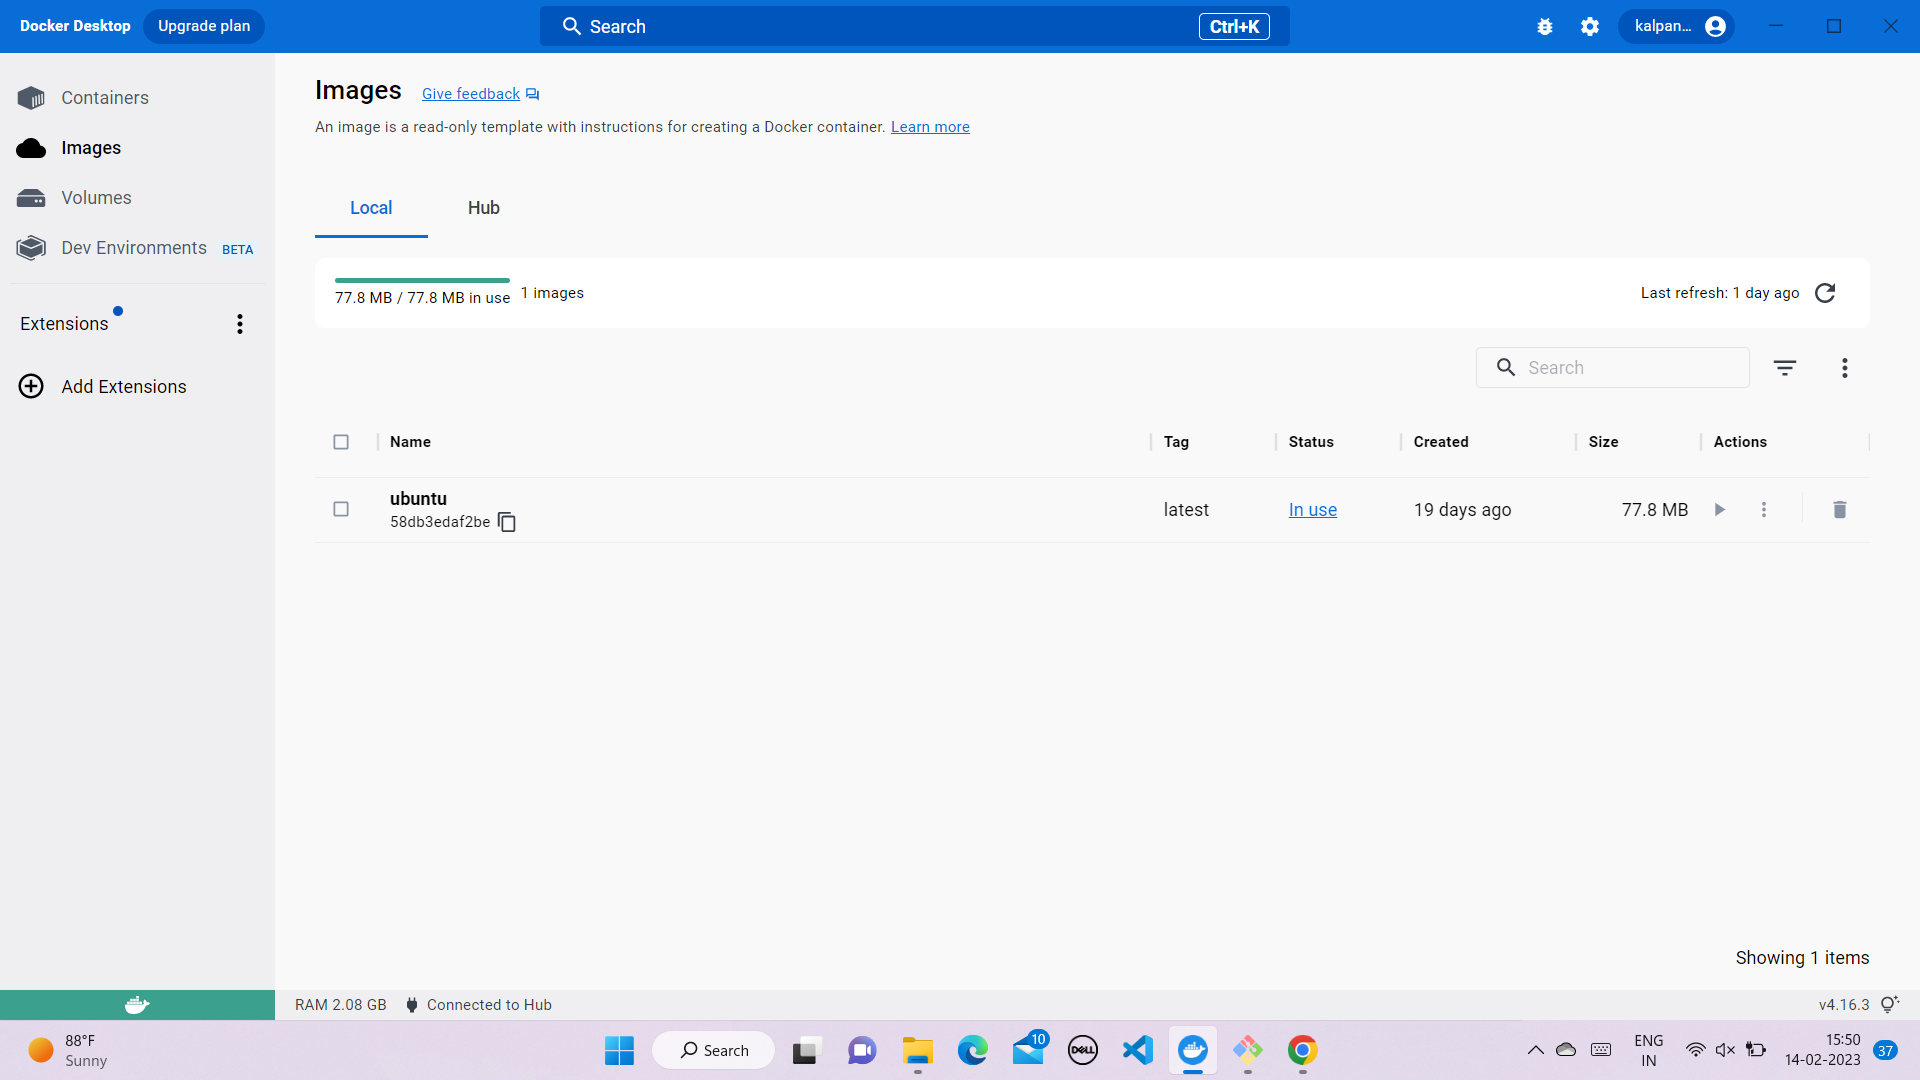 Docker Desktop Upgrade plan Search Ctrl+K kalpan...
Containers
Images
Volumes
Dev Environments BETA
Extensions
Add Extensions
Images Give feedback
An image is a read-only template with instructions for creating a Docker container. Learn more
Local Hub
77.8 MB / 77.8 MB in use 1 images Last refresh: 1 day ago
Search
Name Tag Status Created Size Actions
ubuntu
58db3edaf2be
latest In use 19 days ago 77.8 MB
Showing 1 items
RAM 2.08 GB Connected to Hub v4.16.3
88°F
Sunny
Search
10
DELL
ENG
IN
15:50
14-02-2023
37